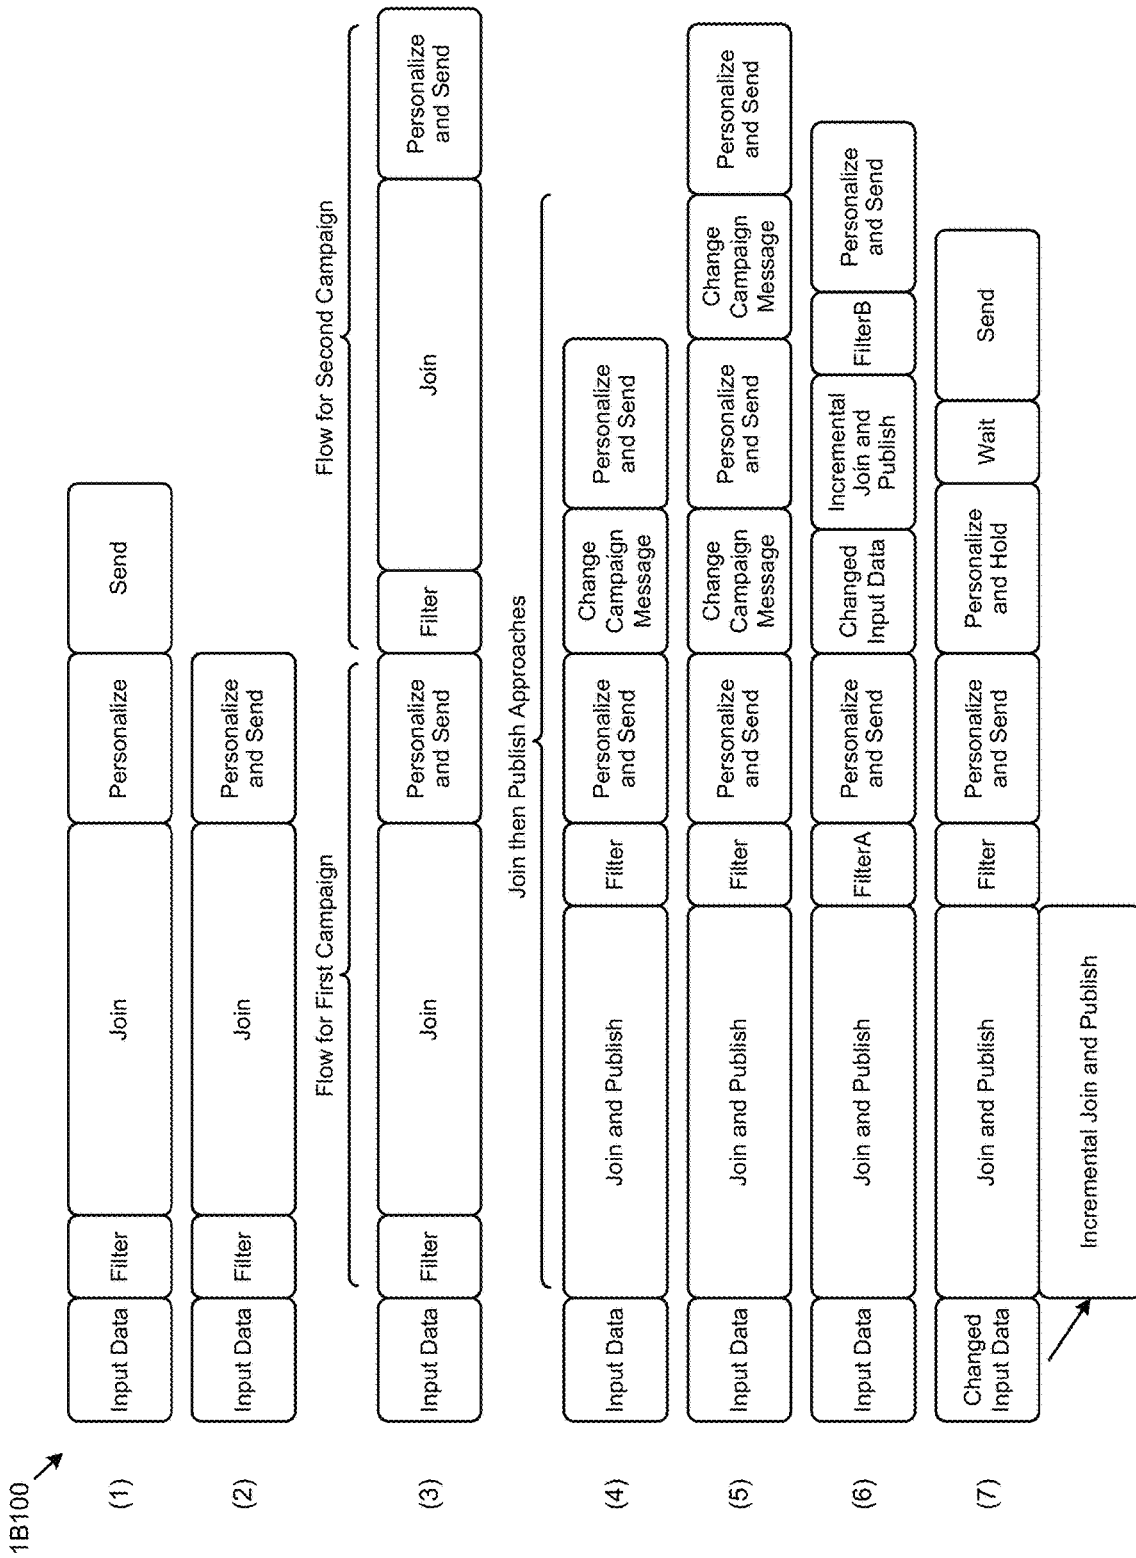 1B100
(1)
Input Data
Filter
Join
Personalize
Send
(2)
Input Data
Filter
Join
Personalize
and Send
Flow for First Campaign
Flow for Second Campaign
(3)
Input Data
Filter
Join
Personalize
and Send
Filter
Join
Personalize
and Send
Join then Publish Approaches
(4)
Input Data
Join and Publish
Filter
Personalize
and Send
Change
Campaign
Message
Personalize
and Send
(5)
Input Data
Join and Publish
Filter
Personalize
and Send
Change
Campaign
Message
Personalize
and Send
Change
Campaign
Message
Personalize
and Send
(6)
Input Data
Join and Publish
FilterA
Personalize
and Send
Changed
Input Data
Incremental
Join and
Publish
FilterB
Personalize
and Send
(7)
Changed
Input Data
Join and Publish
Filter
Personalize
and Send
Personalize
and Hold
Wait
Send
Incremental Join and Publish